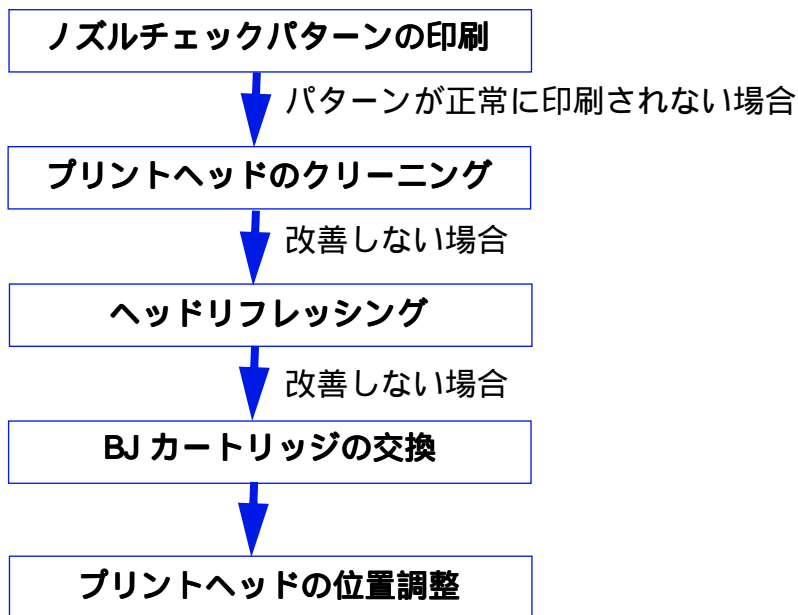 ノズルチェックパターンの印刷
パターンが正常に印刷されない場合
プリントヘッドのクリーニング
改善しない場合
ヘッドリフレッシング
改善しない場合
BJ カートリッジの交換
プリントヘッドの位置調整